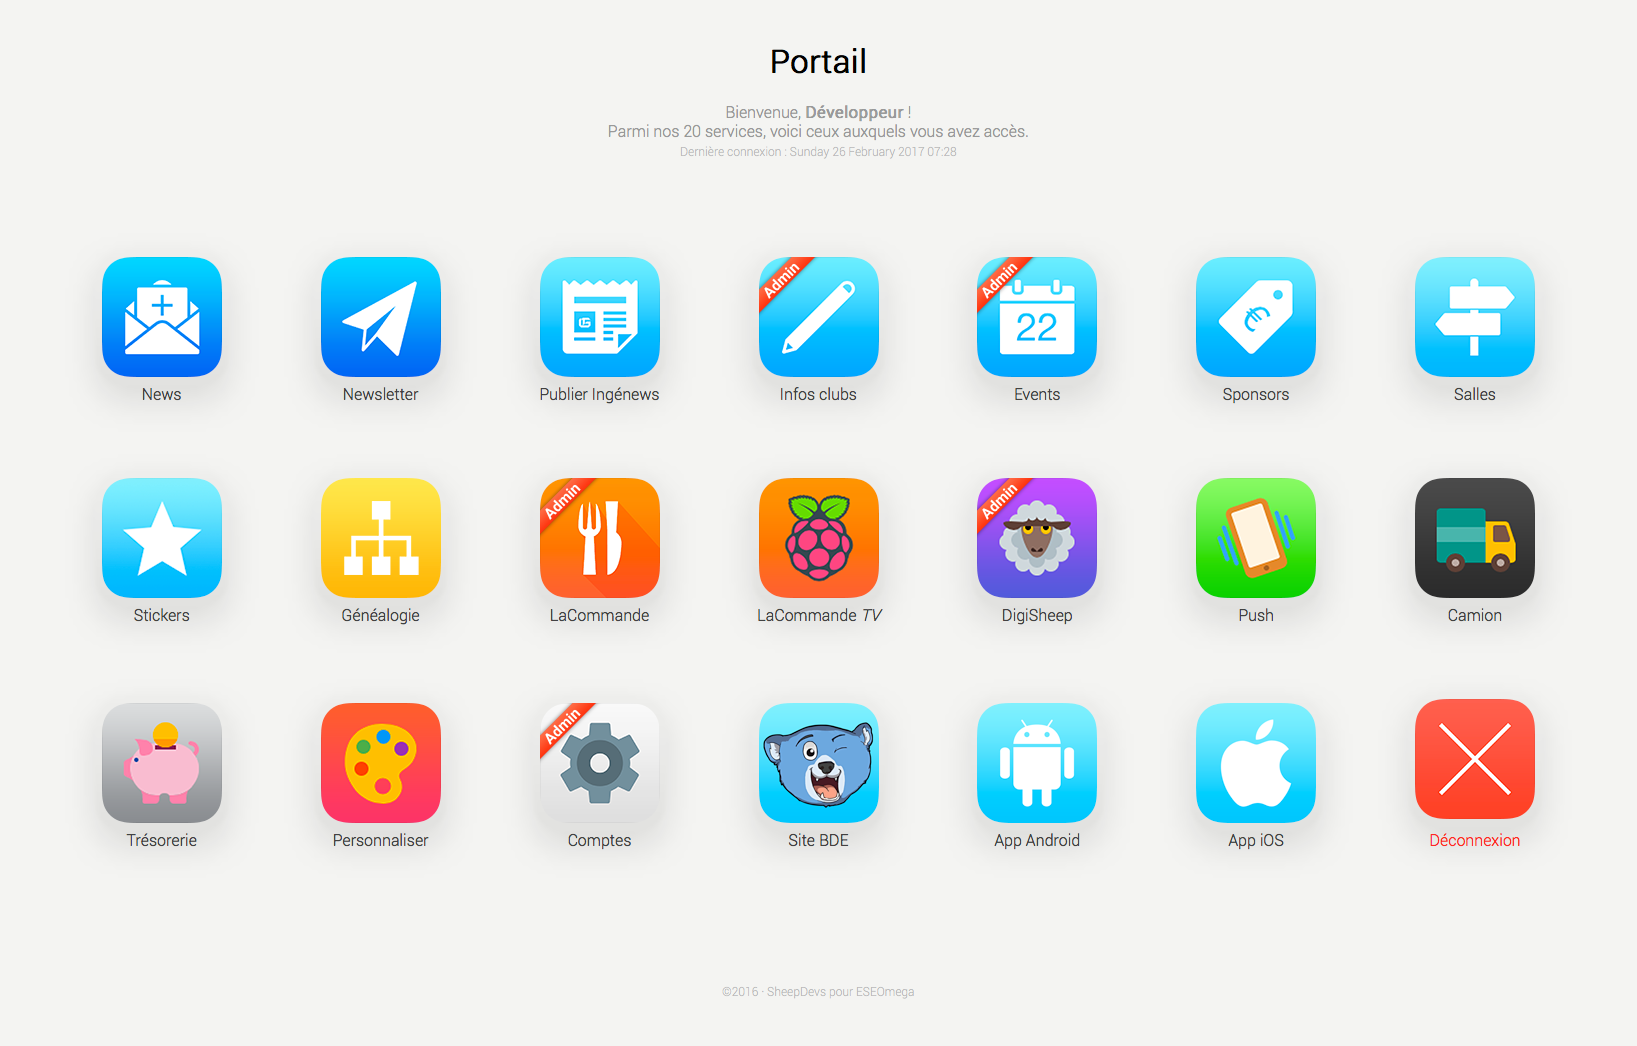 Portail
Bienvenue, Développeur !
Parmi nos 20 services, voici ceux auxquels vous avez accès.
Dernière connexion : Sunday 26 February 2017 07:28
Admin
Admin
22
News
Newsletter
Publier Ingénews
Infos clubs
Events
Sponsors
Salles
Admin
Admin
Stickers
Généalogie
LaCommande
LaCommande TV
DigiSheep
Push
Camion
Admin
Trésorerie
Personnaliser
Comptes
Site BDE
App Android
App iOS
Déconnexion
©2016 - SheepDevs pour ESEOmega